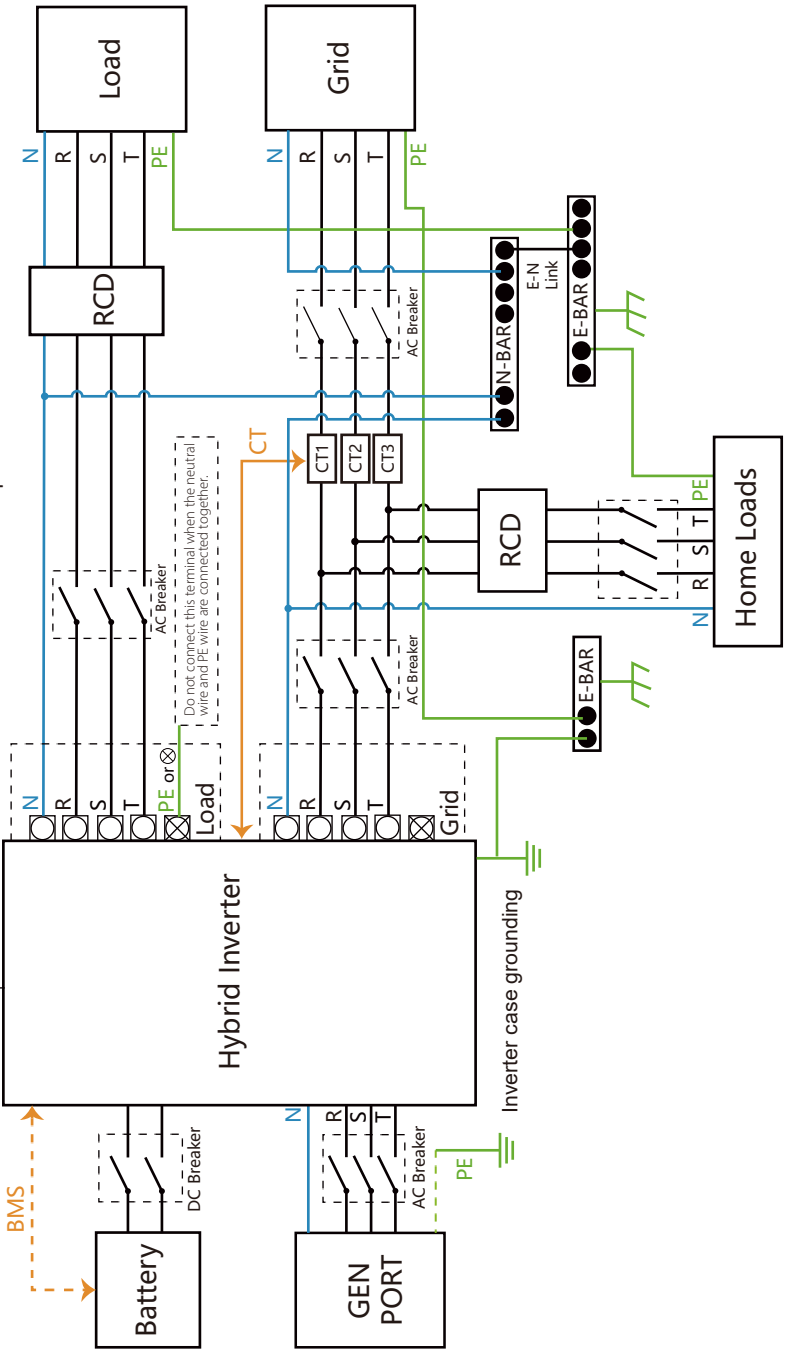 BMS
Battery
DC Breaker
GEN
PORT
N
R
S
T
AC Breaker
PE
Hybrid Inverter
Inverter case grounding
N
R
S
T
PE or
Load
Do not connect this terminal when the neutral
wire and PE wire are connected together.
AC Breaker
RCD
N
R
S
T
PE
Load
CT
N
R
S
T
Grid
AC Breaker
CT1
CT2
CT3
AC Breaker
N
R
S
T
PE
Grid
N-BAR
E-N
Link
E-BAR
E-BAR
RCD
N
R
S
T
PE
Home Loads